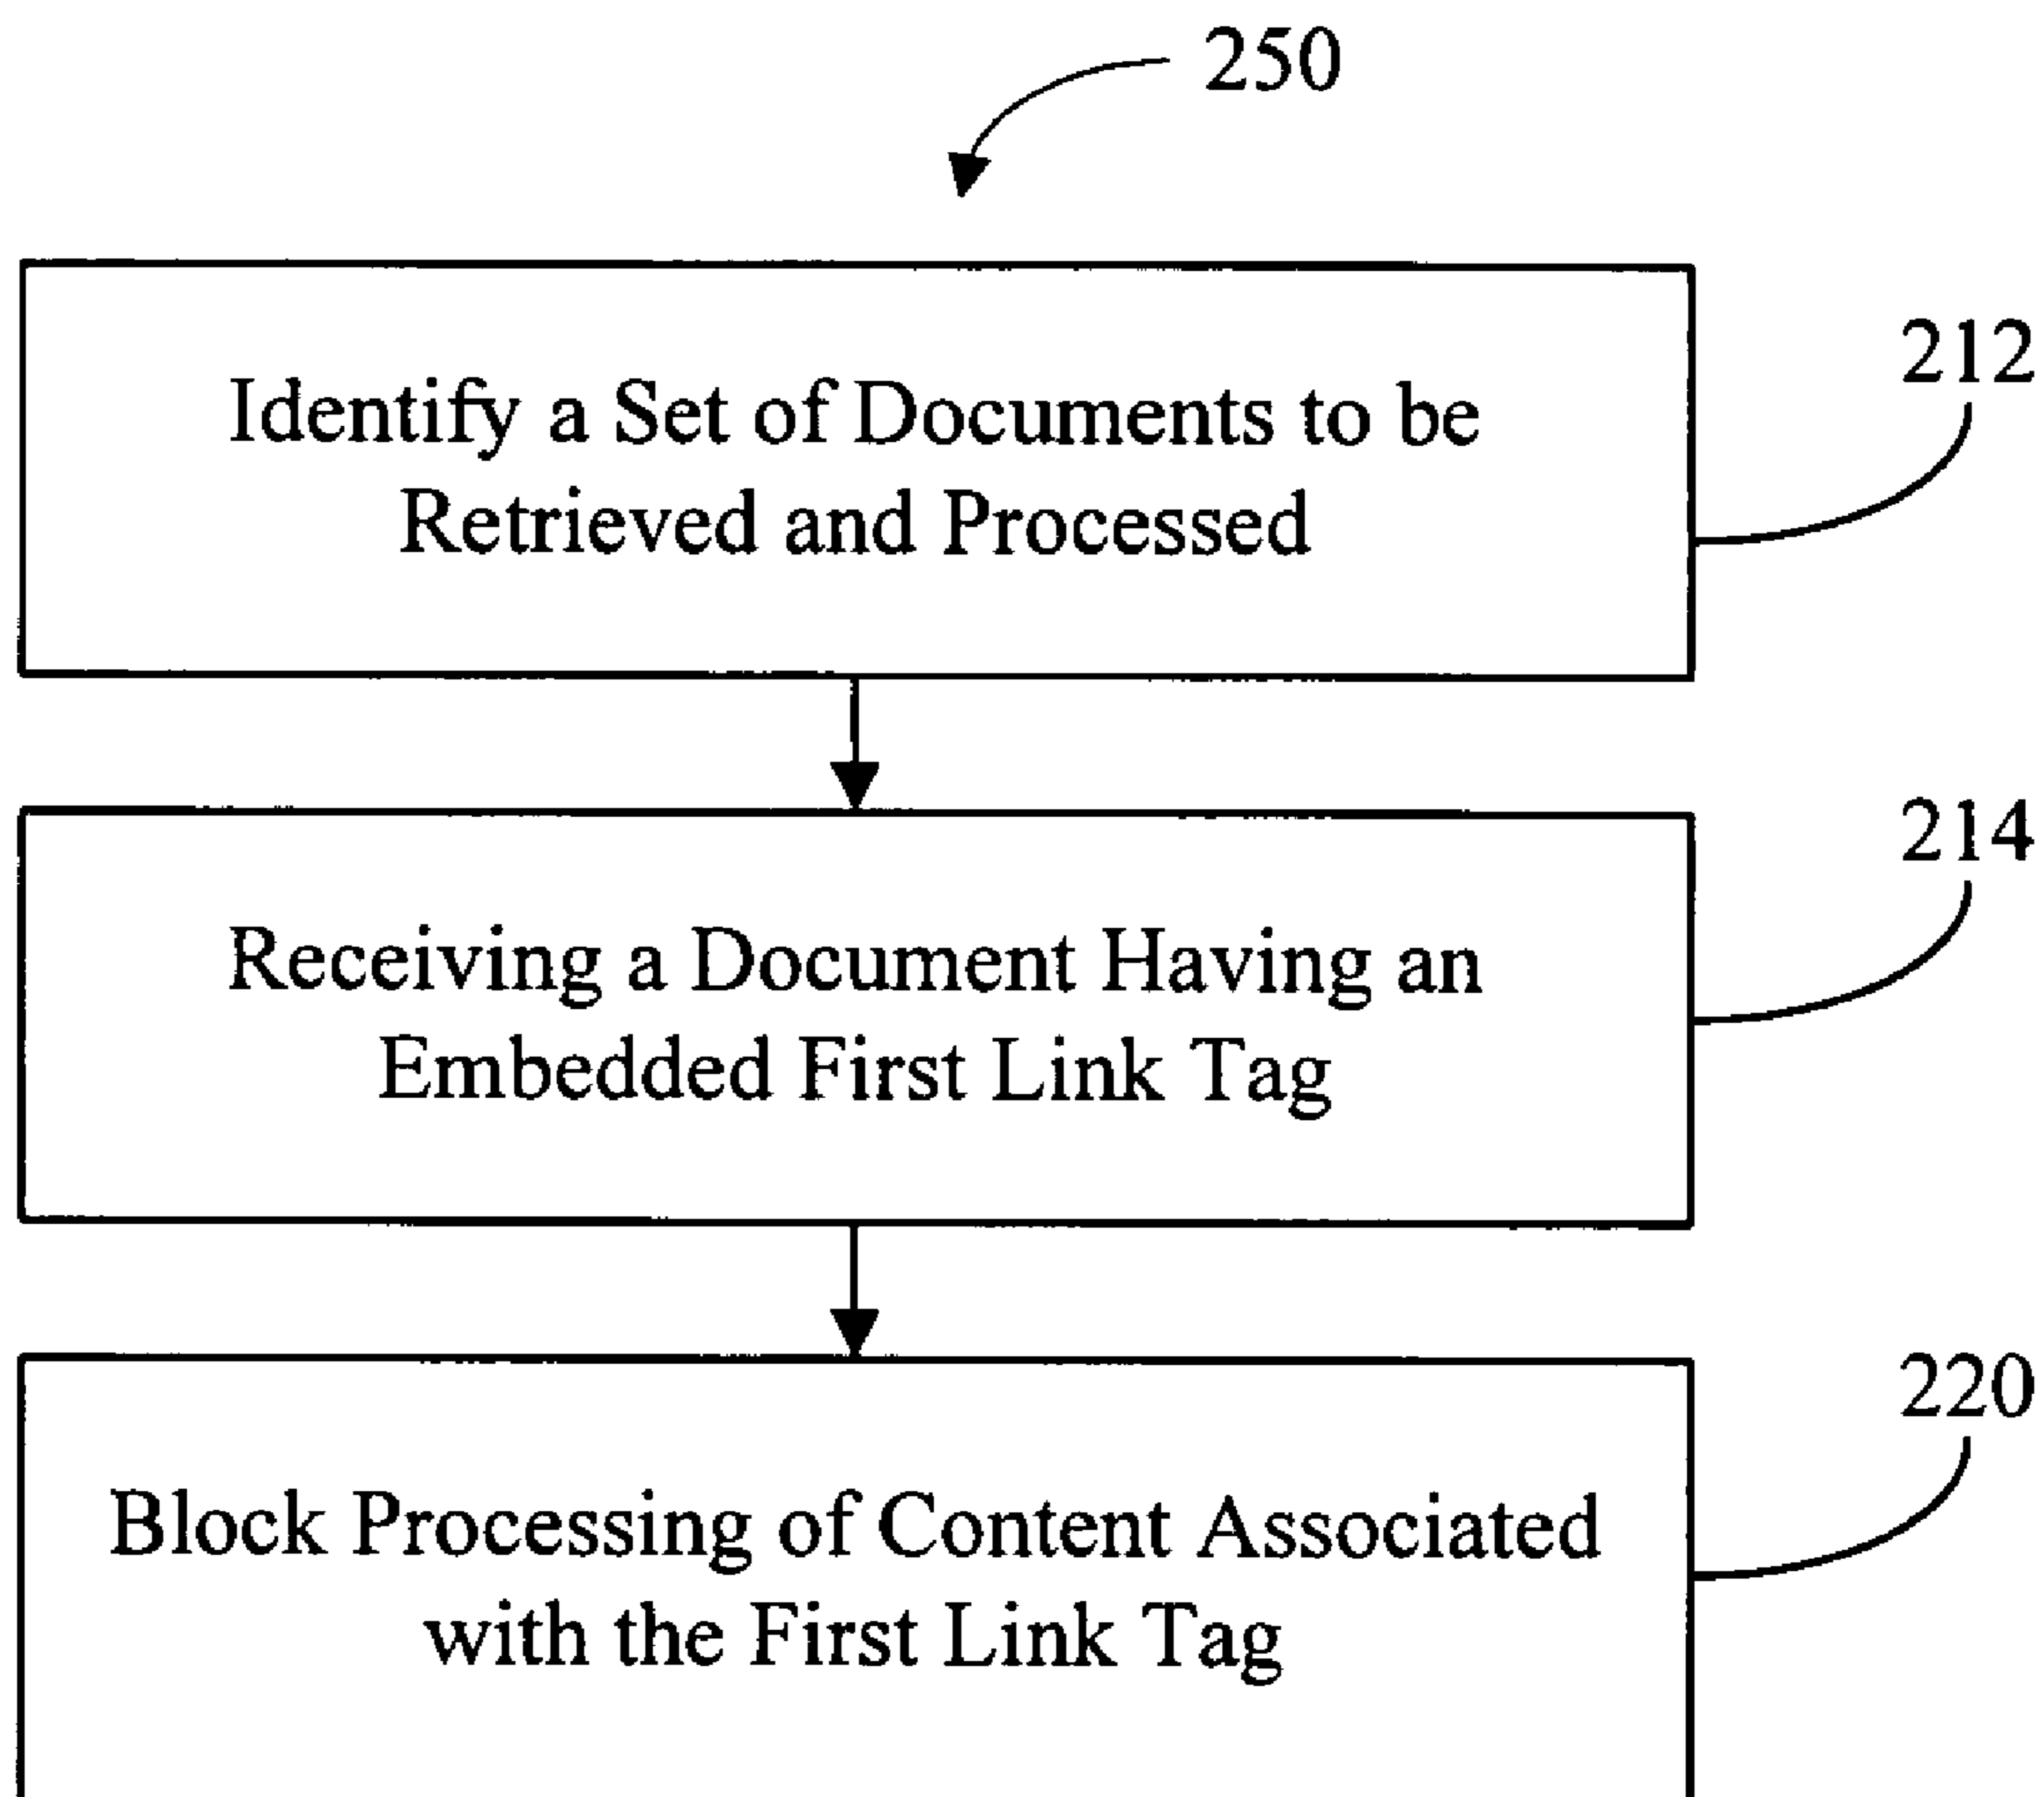 250
Identify a Set of Documents to be
Retrieved and Processed
212
Receiving a Document Having an
Embedded First Link Tag
214
Block Processing of Content Associated
with the First Link Tag
220